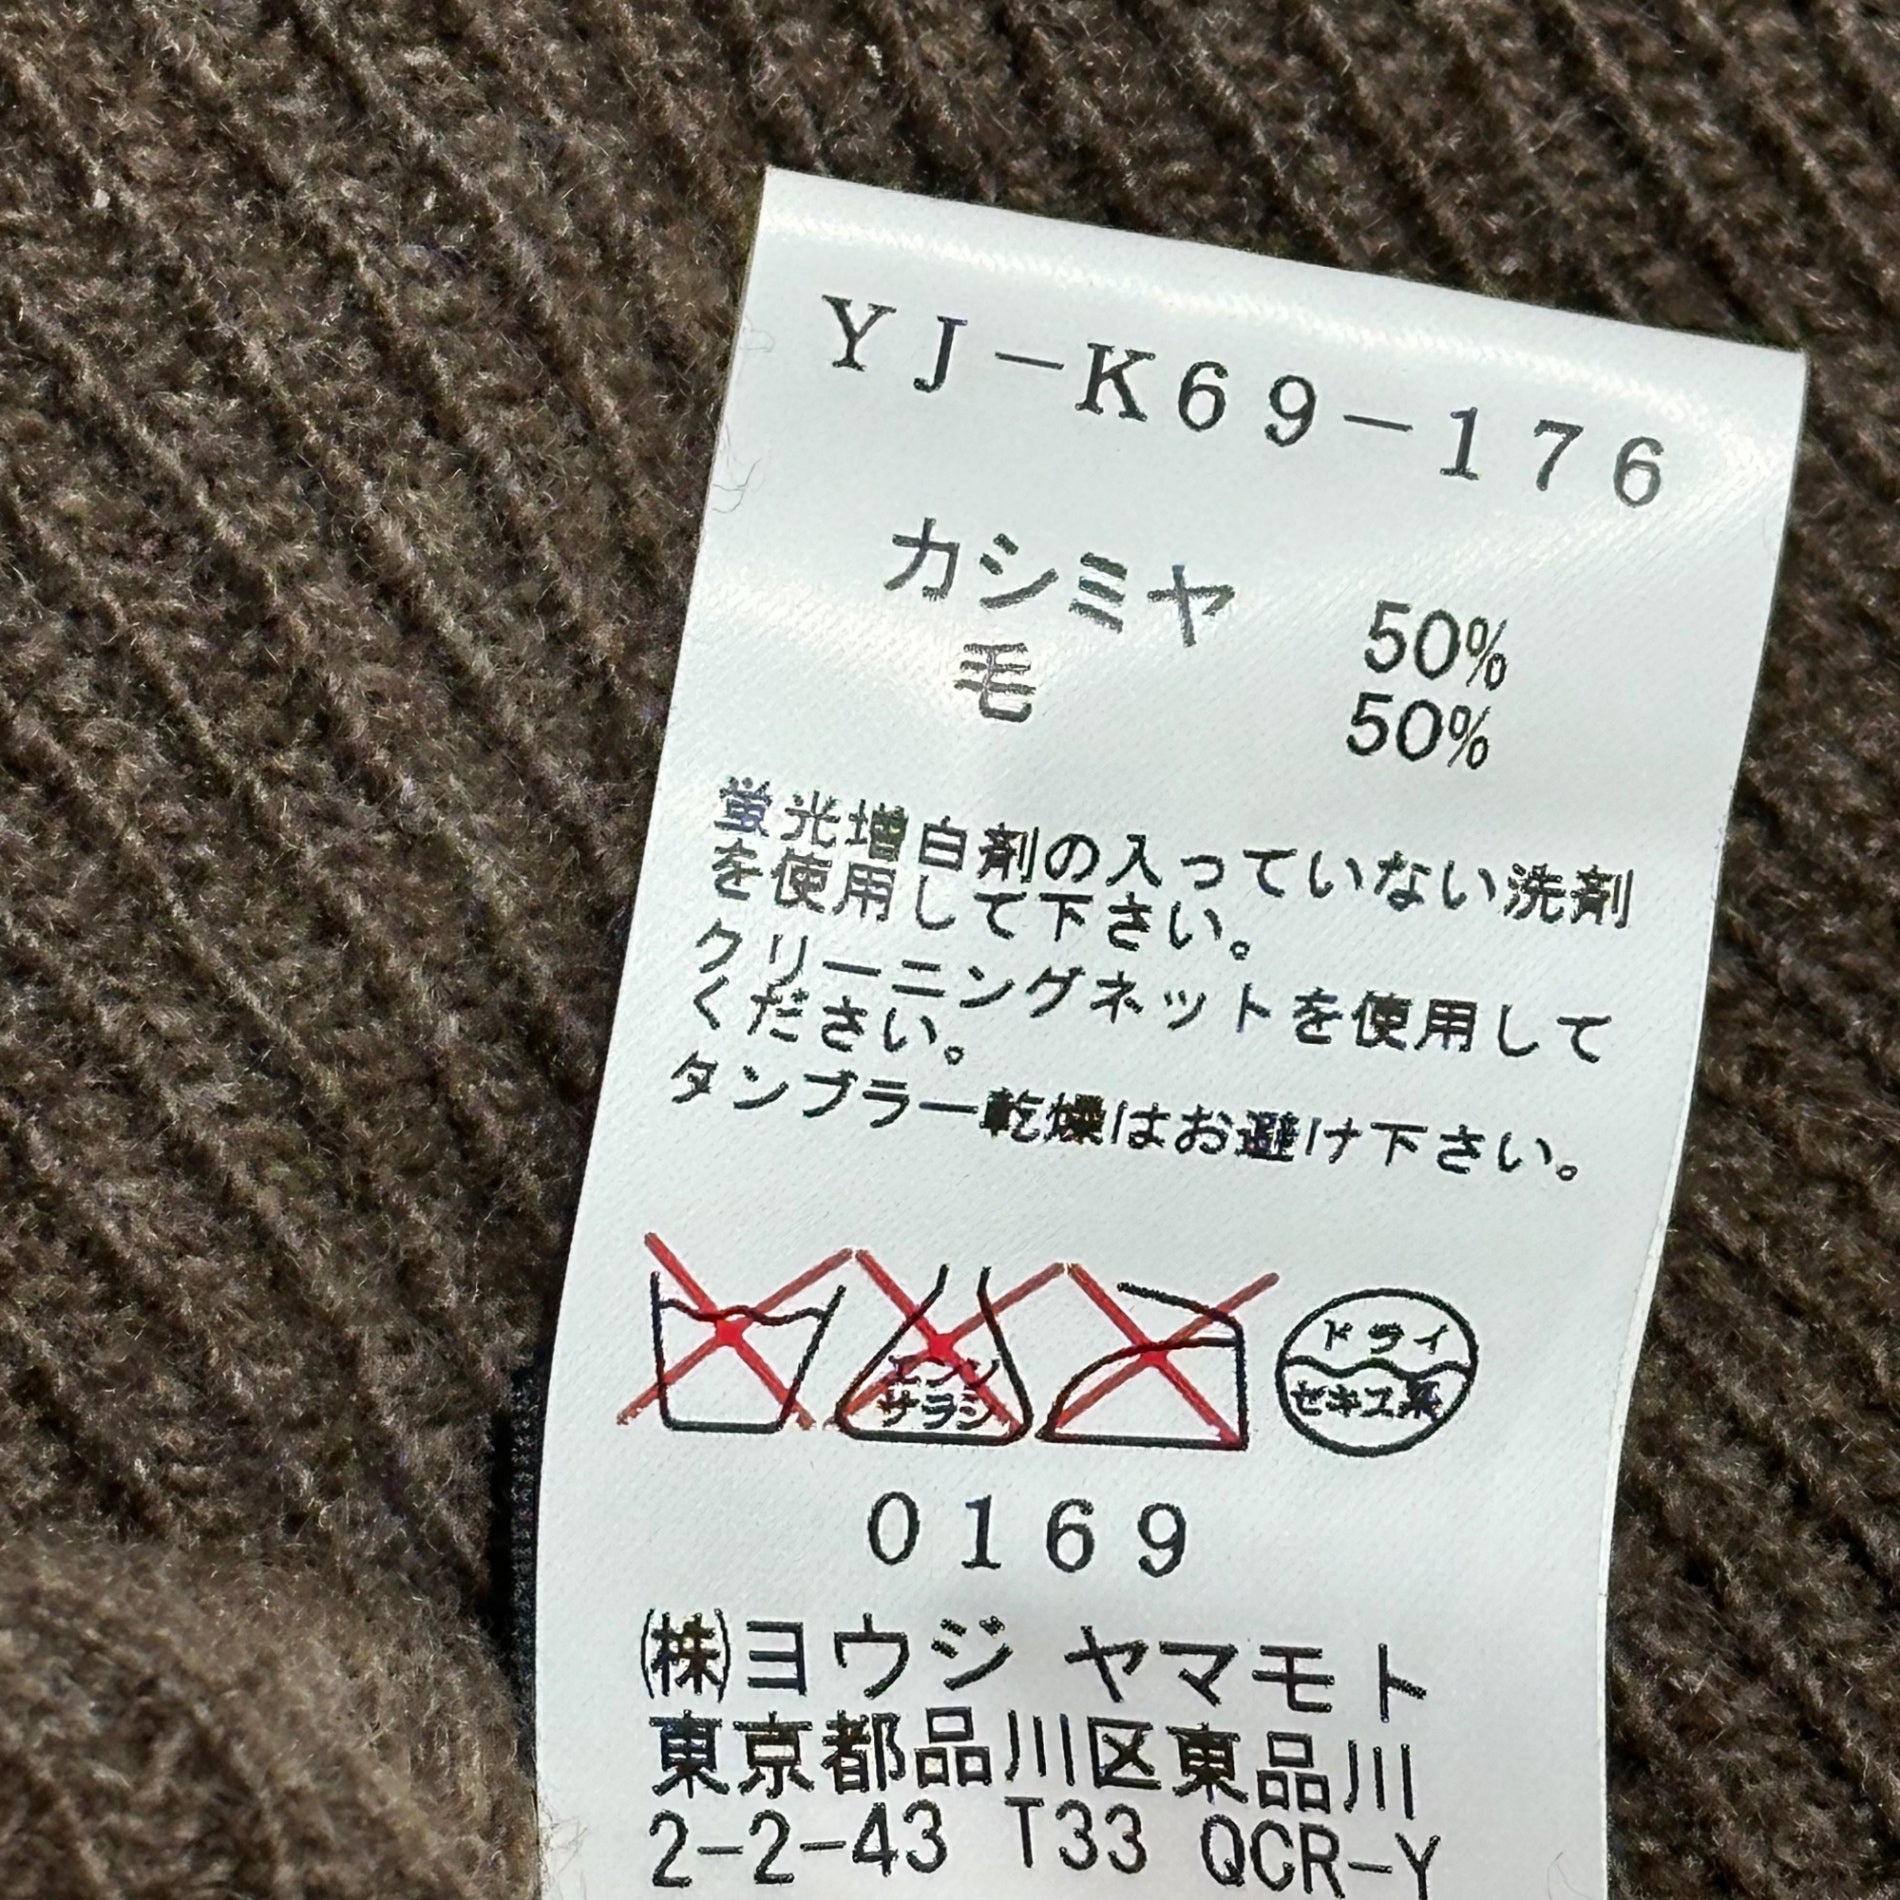 YJ-K69-176
カシミヤ 50%
毛 50%
蛍光増白剤の入っていない洗剤
を使用して下さい。
クリーニングネットを使用して
ください。
タンブラー乾燥はお避け下さい。
エンソ
サラシ
ドライ
セキユ系
0169
㈱ヨウジ ヤマモト
東京都品川区東品川
2-2-43 T33 QCR-Y